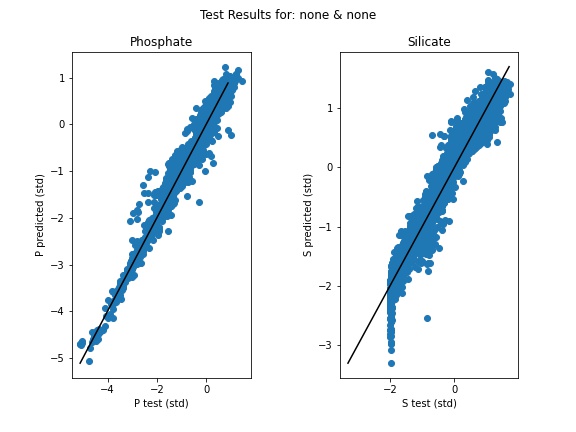 Test Results for: none & none
Phosphate
Silicate
1
0
−1
−2
−3
−4
−5
P predicted (std)
−4
−2
0
P test (std)
1
0
−1
−2
−3
S predicted (std)
−2
0
S test (std)